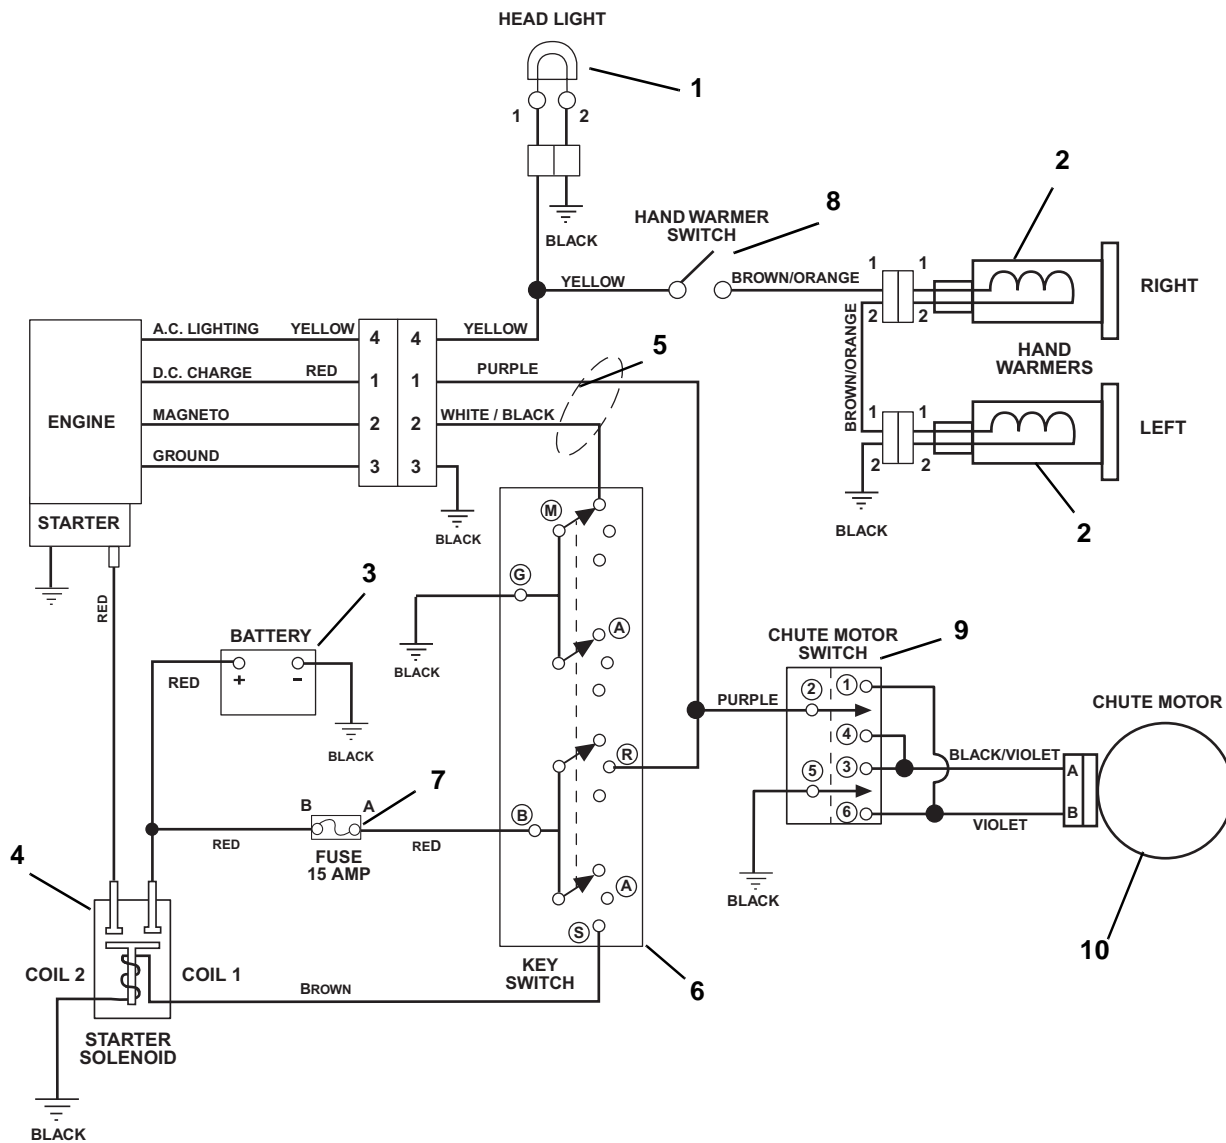 HEAD LIGHT
1
1 2
2
8
HAND WARMER
SWITCH
BLACK
YELLOW
BROWN/ORANGE
1 1
2 2
RIGHT
BROWN/ORANGE
HAND
WARMERS
1 1
2 2
LEFT
2
BLACK
A.C. LIGHTING YELLOW 4 4 YELLOW
5
D.C. CHARGE RED 1 1 PURPLE
ENGINE
MAGNETO 2 2 WHITE / BLACK
GROUND 3 3
STARTER
BLACK
M
G
A
R
B
A
S
RED
3
BATTERY
RED + -
BLACK
BLACK
9
CHUTE MOTOR
SWITCH
PURPLE 2 1
4
5 3
6
BLACK/VIOLET
VIOLET
CHUTE MOTOR
A
B
BLACK
10
7
B A
RED
FUSE
15 AMP
RED
4
COIL 2 COIL 1
BROWN
KEY
SWITCH
6
STARTER
SOLENOID
BLACK